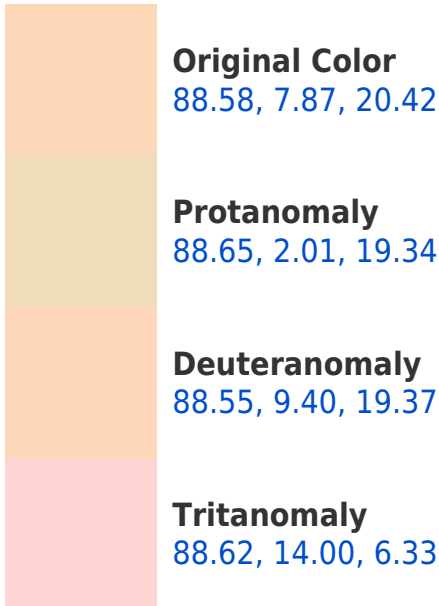 Original Color
88.58, 7.87, 20.42
Protanomaly
88.65, 2.01, 19.34
Deuteranomaly
88.55, 9.40, 19.37
Tritanomaly
88.62, 14.00, 6.33